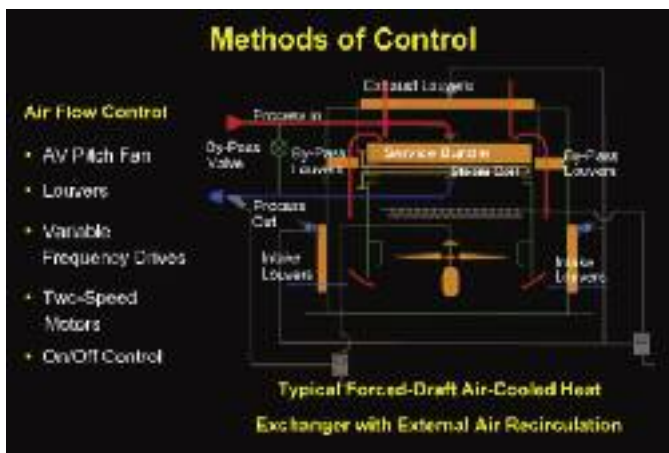 Methods of Control
Air Flow Control
• AV Pitch Fan
• Louvers
• Variable
Frequency Drives
• Two-Speed
Motors
• On/Off Control
Exhaust Louvers
Process In
By-Pass
Valve
By-Pass
Louvers
Service Bundle
Steam Coil
By-Pass
Louvers
Process
Out
Intake
Louvers
Intake
Louvers
Typical Forced-Draft Air-Cooled Heat
Exchanger with External Air Recirculation